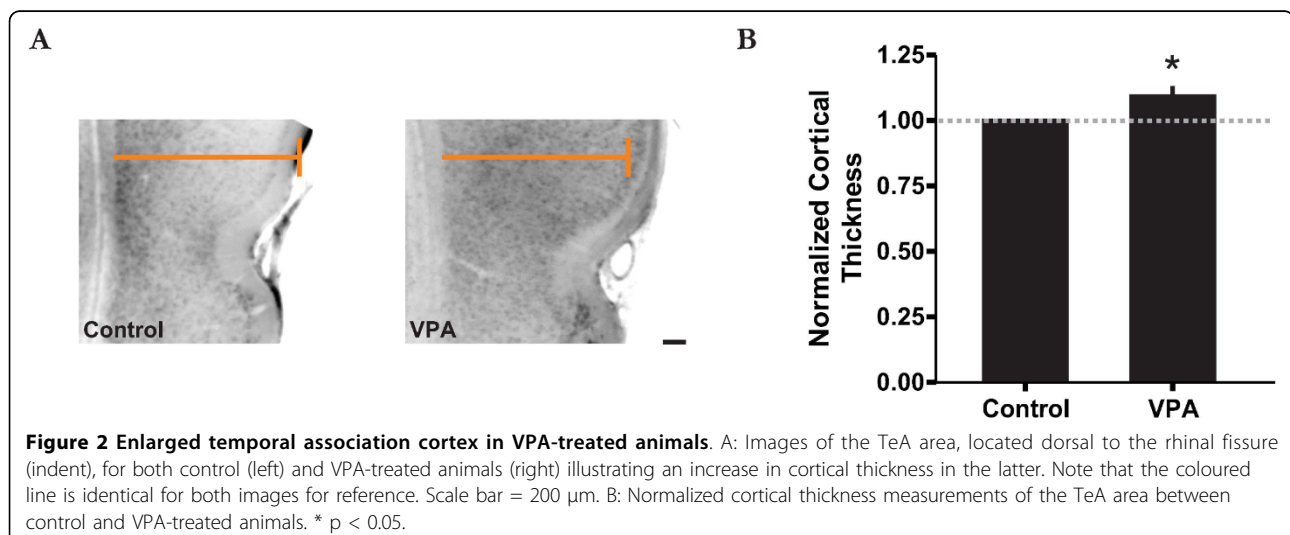 A
B
Control
VPA
Normalized Cortical
Thickness
1.25
1.00
0.75
0.50
0.25
0.00
*
Control
VPA
Figure 2 Enlarged temporal association cortex in VPA-treated animals. A: Images of the TeA area, located dorsal to the rhinal fissure
(indent), for both control (left) and VPA-treated animals (right) illustrating an increase in cortical thickness in the latter. Note that the coloured
line is identical for both images for reference. Scale bar = 200 μm. B: Normalized cortical thickness measurements of the TeA area between
control and VPA-treated animals. * p < 0.05.